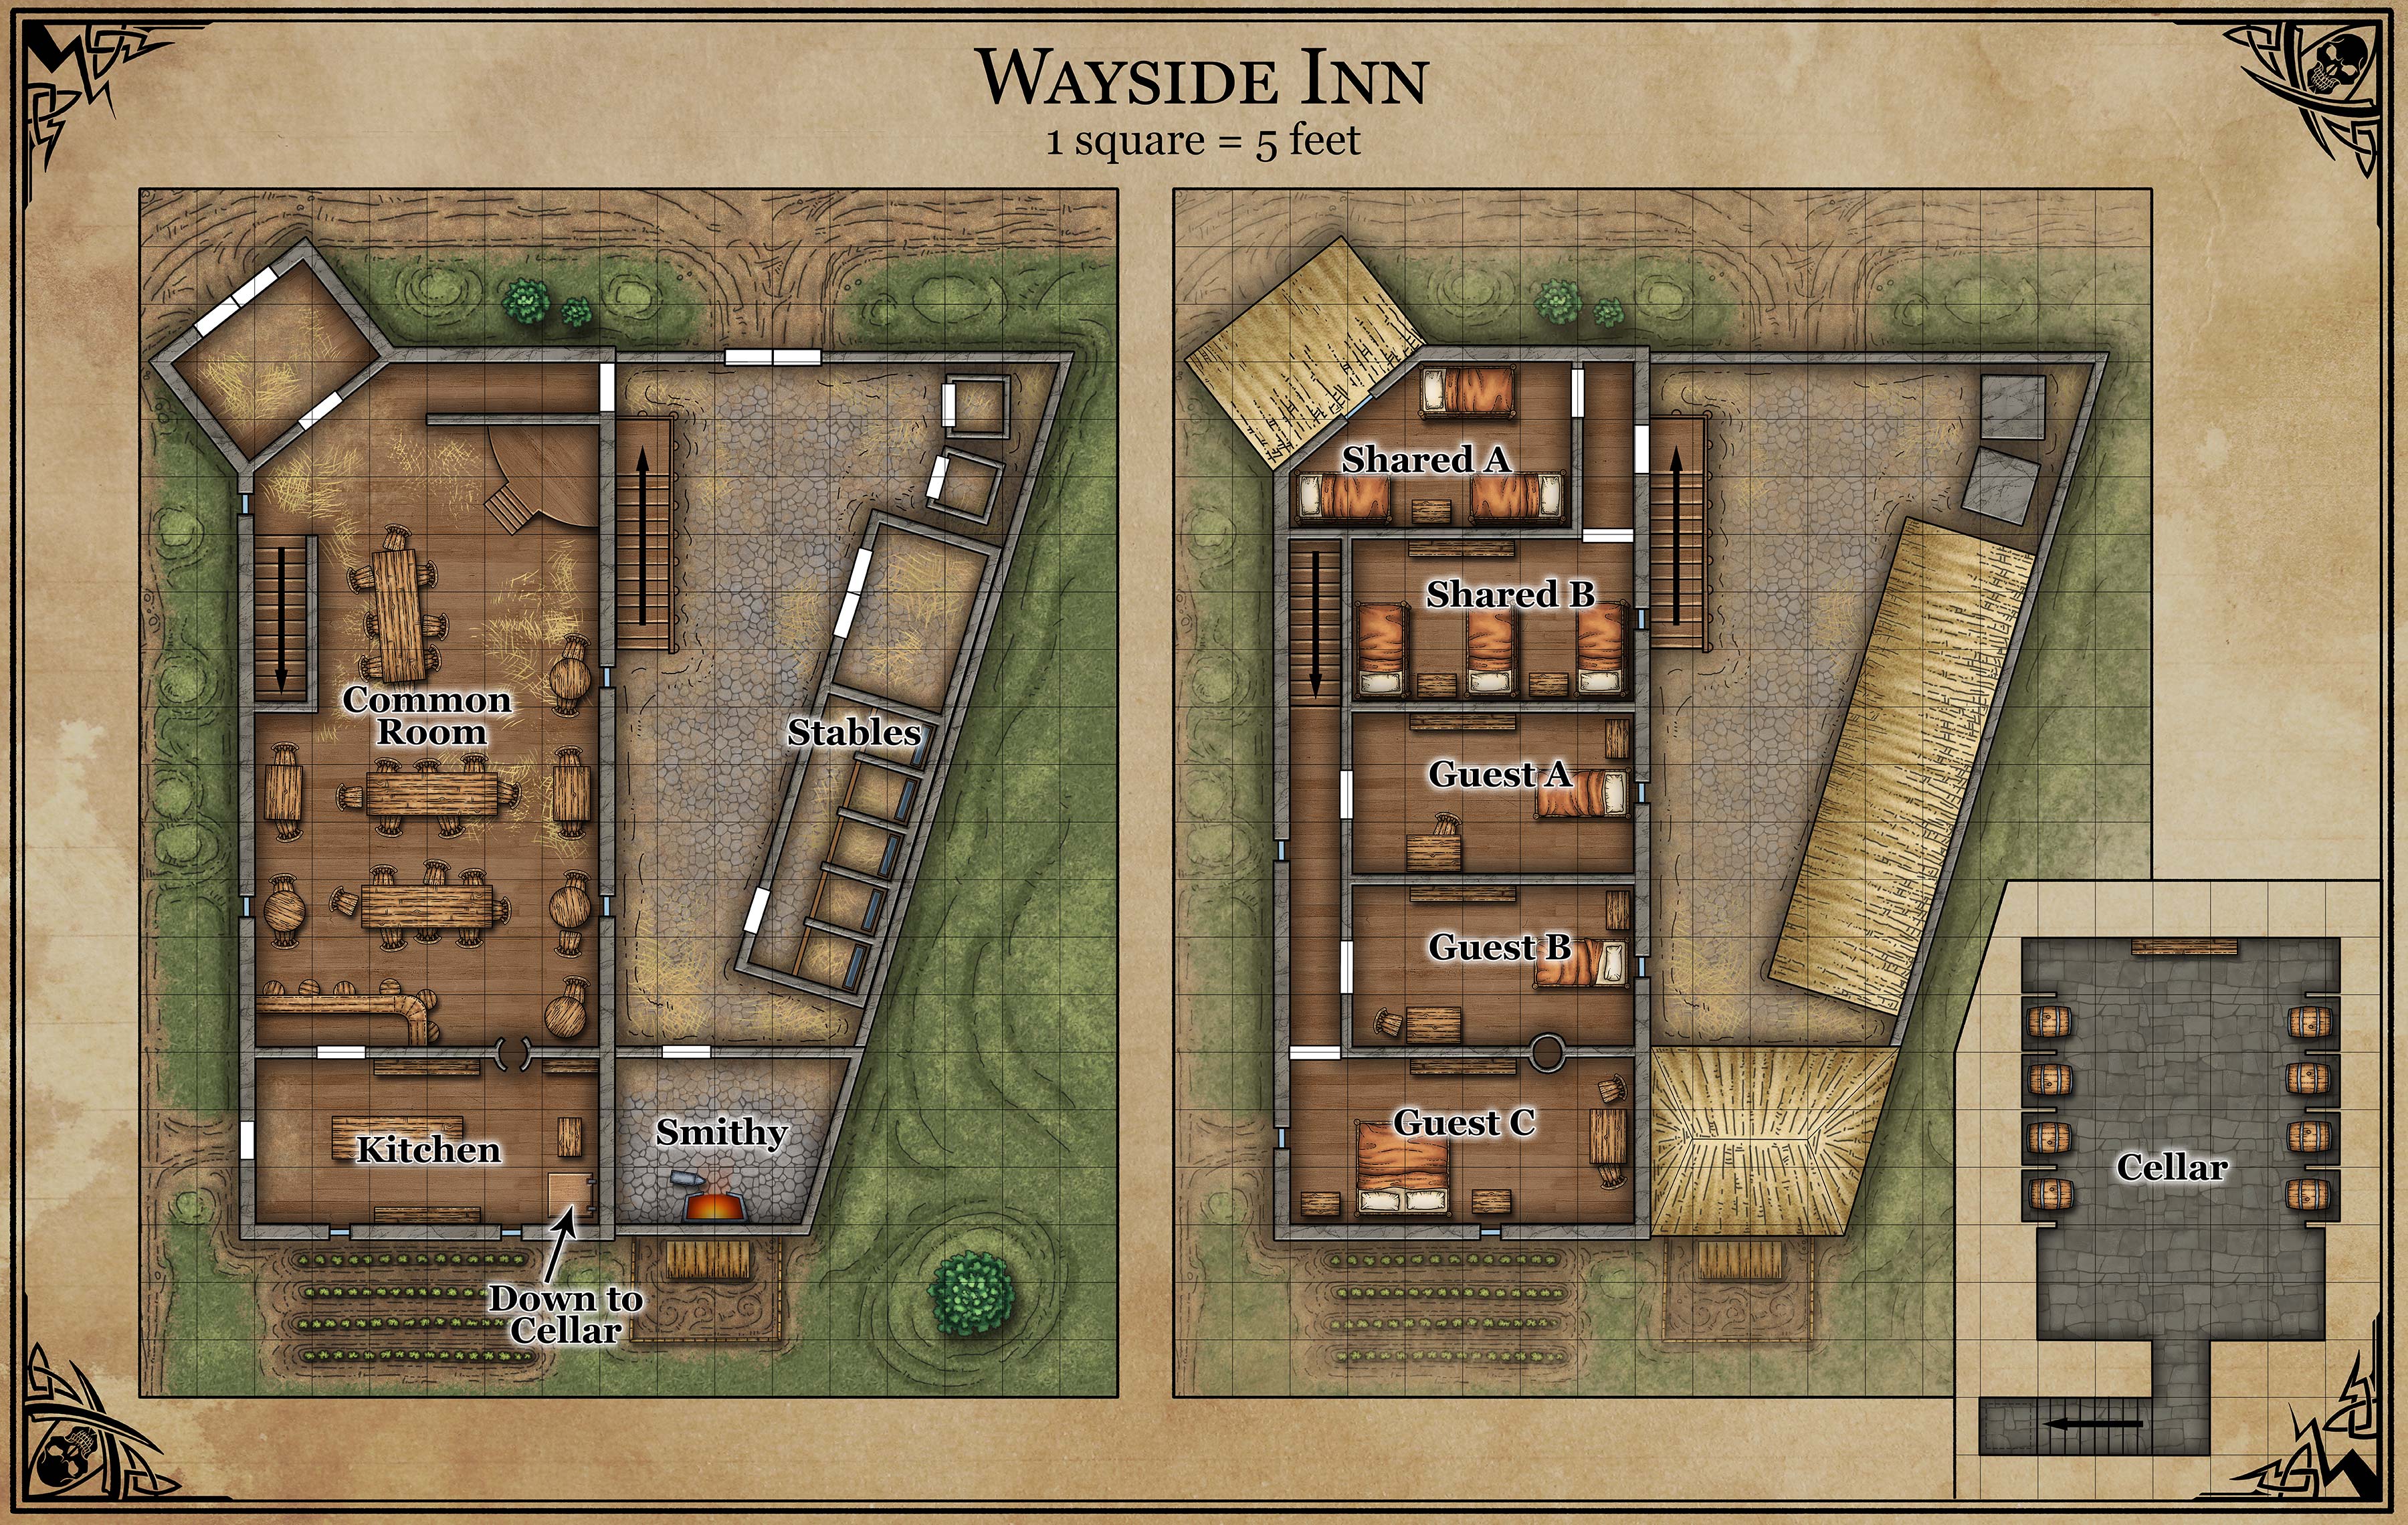 WAYSIDE INN
1 square = 5 feet
Common
Room
Stables
Kitchen
Smithy
Down to
Cellar
Shared A
Shared B
Guest A
Guest B
Guest C
Cellar